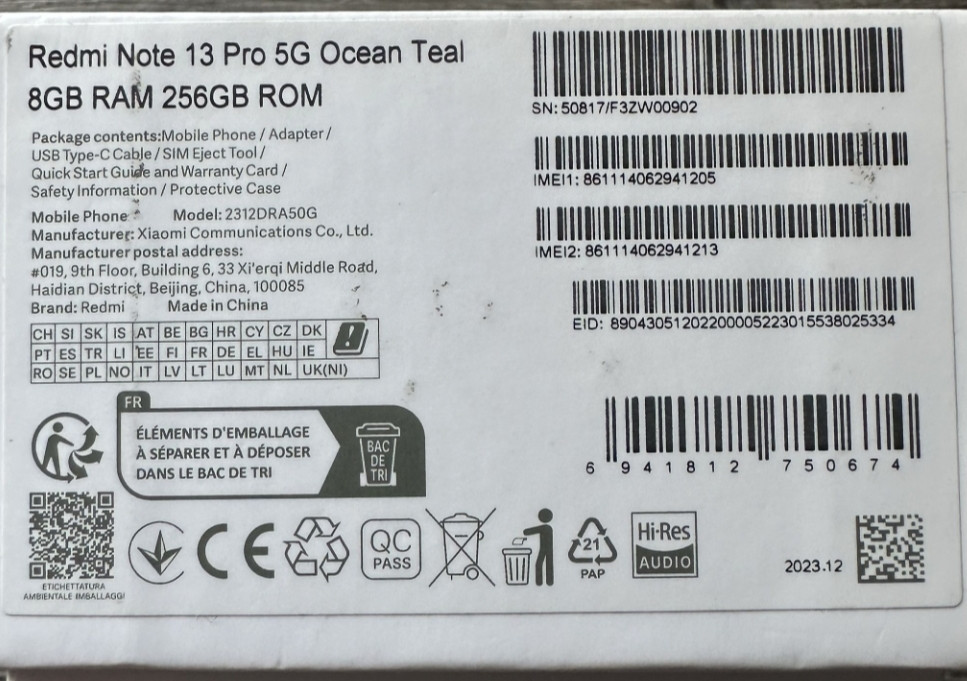 Redmi Note 13 Pro 5G Ocean Teal
8GB RAM 256GB ROM
Package contents:Mobile Phone / Adapter /
USB Type-C Cable / SIM Eject Tool /
Quick Start Guide and Warranty Card /
Safety Information / Protective Case
Mobile Phone Model: 2312DRA50G
Manufacturer: Xiaomi Communications Co., Ltd.
Manufacturer postal address:
#019, 9th Floor, Building 6, 33 Xi'erqi Middle Road,
Haidian District, Beijing, China, 100085
Brand: Redmi Made in China
CH SI SK IS AT BE BG HR CY CZ DK
PT ES TR LI EE FI FR DE EL HU IE
RO SE PL NO IT LV LT LU MT NL UK(NI)
SN: 50817/F3ZW00902
IMEI1: 861114062941205
IMEI2: 861114062941213
EID: 89043051202200005223015538025334
6 941812 750674
FR
ÉLÉMENTS D'EMBALLAGE
À SÉPARER ET À DÉPOSER
DANS LE BAC DE TRI
BAC
DE
TRI
ETICHETTATURA
AMBIENTALE IMBALLAGGI
CE
QC
PASS
21
PAP
Hi-Res
AUDIO
2023.12